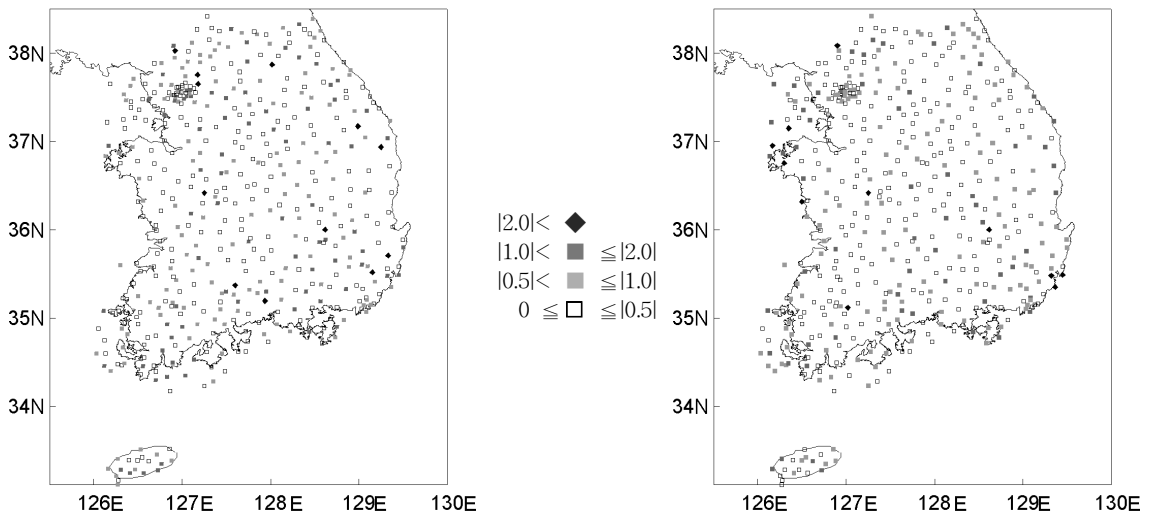 38N
37N
36N
35N
34N
126E 127E 128E 129E 130E
|2.0|< ◆
|1.0|< ■ ≦|2.0|
|0.5|< ■ ≦|1.0|
0 ≦ □ ≦|0.5|
38N
37N
36N
35N
34N
126E 127E 128E 129E 130E